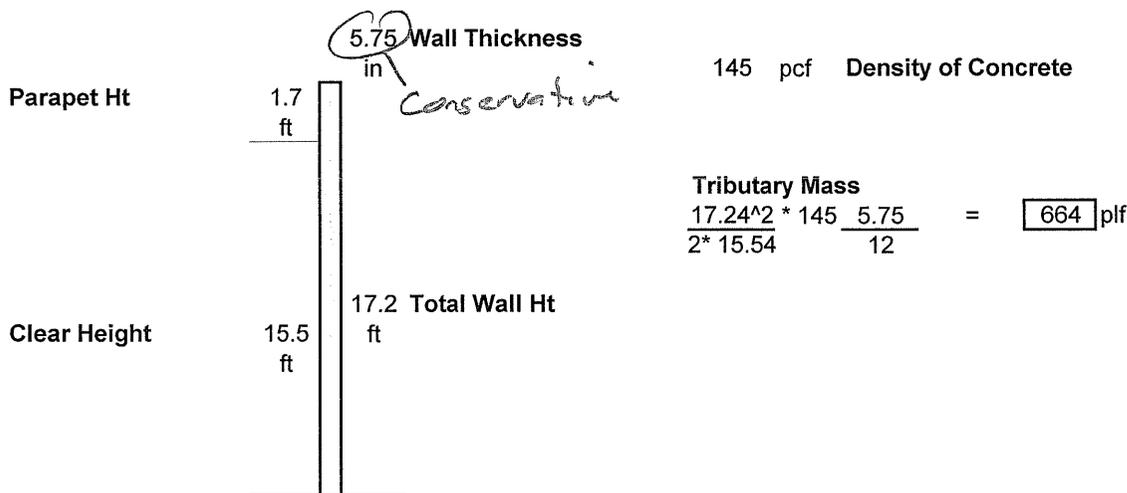 5.75 Wall Thickness
in
Conservative
145 pcf Density of Concrete
Parapet Ht 1.7
ft
Tributary Mass
17.24^2 * 145 5.75 = 664 plf
2* 15.54 12
17.2 Total Wall Ht
ft
Clear Height 15.5
ft